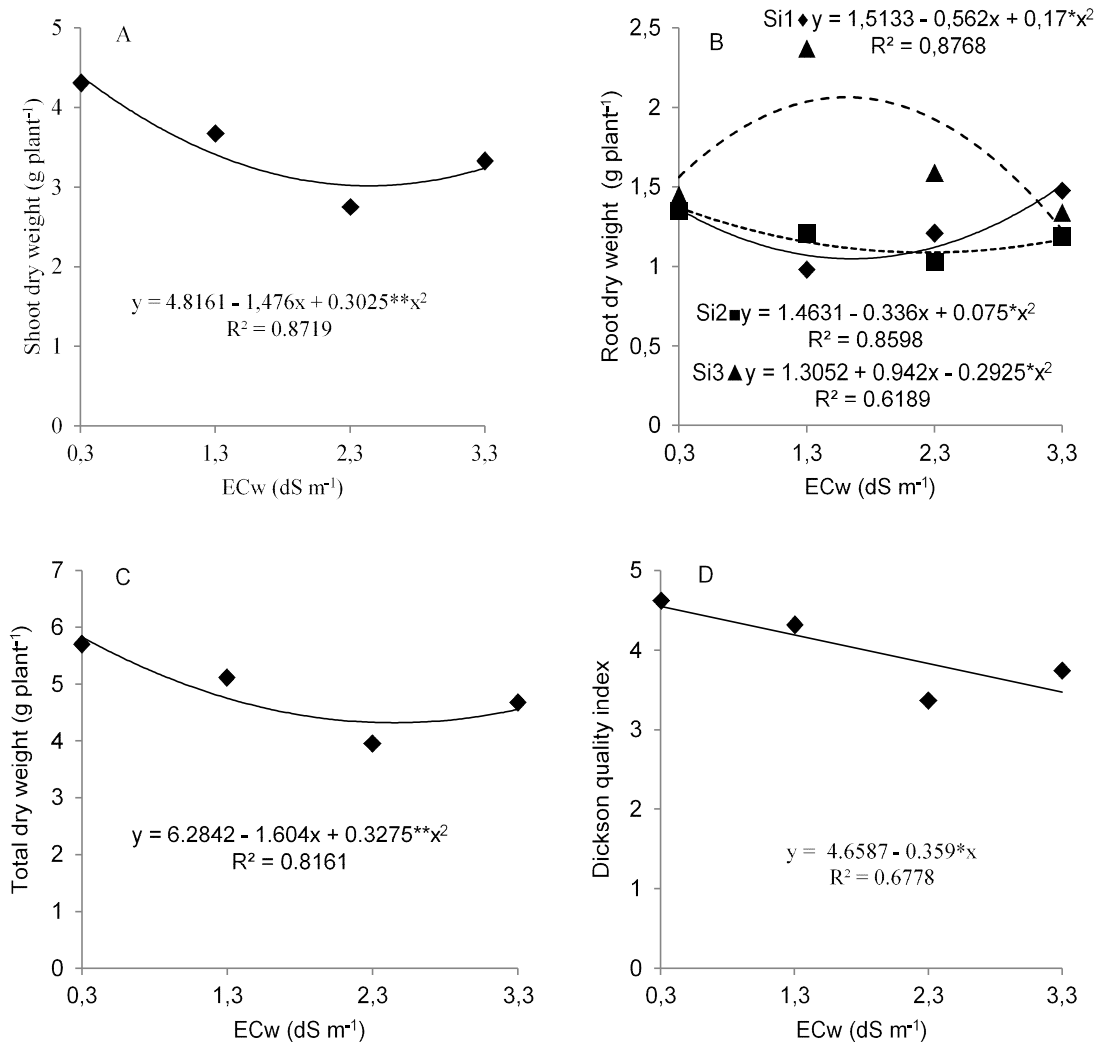 A
Shoot dry weight (g plant⁻¹)
5
4
3
2
1
0
y = 4.8161 - 1,476x + 0.3025**x²
R² = 0.8719
0,3
1,3
2,3
3,3
ECw (dS m⁻¹)
B
Root dry weight (g plant⁻¹)
2,5
2
1,5
1
0,5
0
Si1♦y = 1,5133 - 0,562x + 0,17*x²
R² = 0,8768
Si2■y = 1.4631 - 0.336x + 0.075*x²
R² = 0.8598
Si3▲y = 1.3052 + 0.942x - 0.2925*x²
R² = 0.6189
0,3
1,3
2,3
3,3
ECw (dS m⁻¹)
C
Total dry weight (g plant⁻¹)
7
6
5
4
3
2
1
0
y = 6.2842 - 1.604x + 0.3275**x²
R² = 0.8161
0,3
1,3
2,3
3,3
ECw (dS m⁻¹)
D
Dickson quality index
5
4
3
2
1
0
y = 4.6587 - 0.359*x
R² = 0.6778
0,3
1,3
2,3
3,3
ECw (dS m⁻¹)